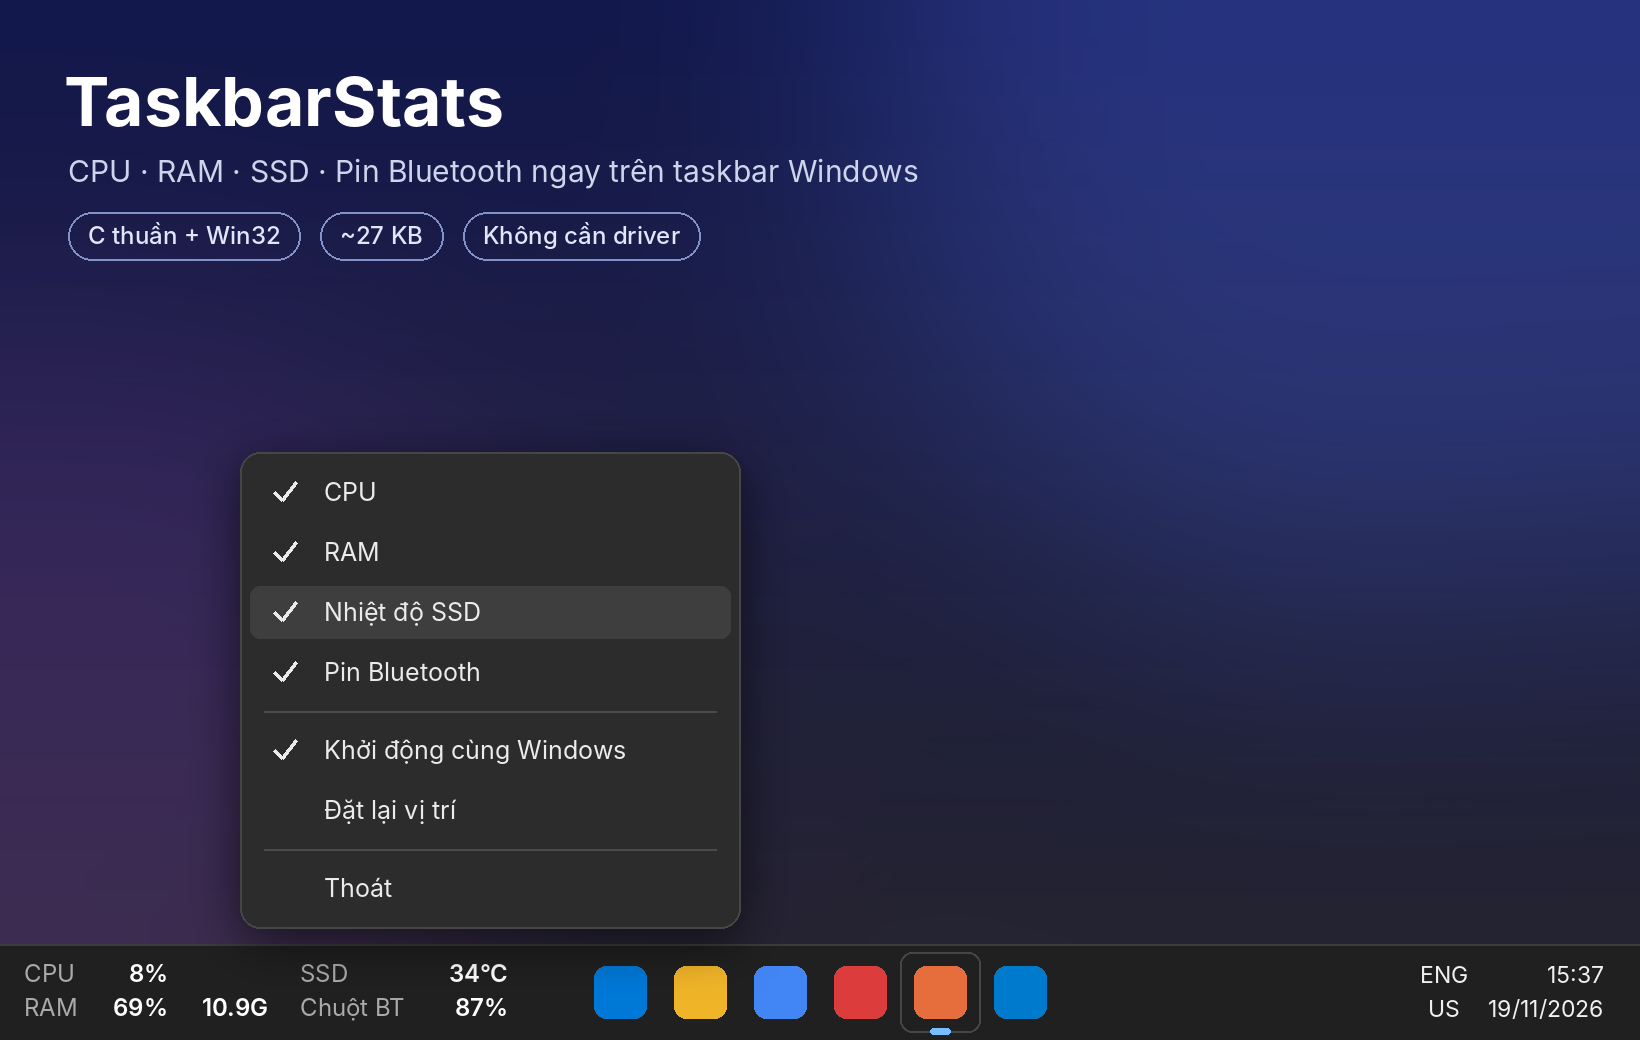 TaskbarStats
CPU · RAM · SSD · Pin Bluetooth ngay trên taskbar Windows
C thuần + Win32 ~27 KB Không cần driver
CPU
RAM
Nhiệt độ SSD
Pin Bluetooth
Khởi động cùng Windows
Đặt lại vị trí
Thoát
CPU 8% SSD 34°C ENG 15:37
RAM 69% 10.9G Chuột BT 87% US 19/11/2026